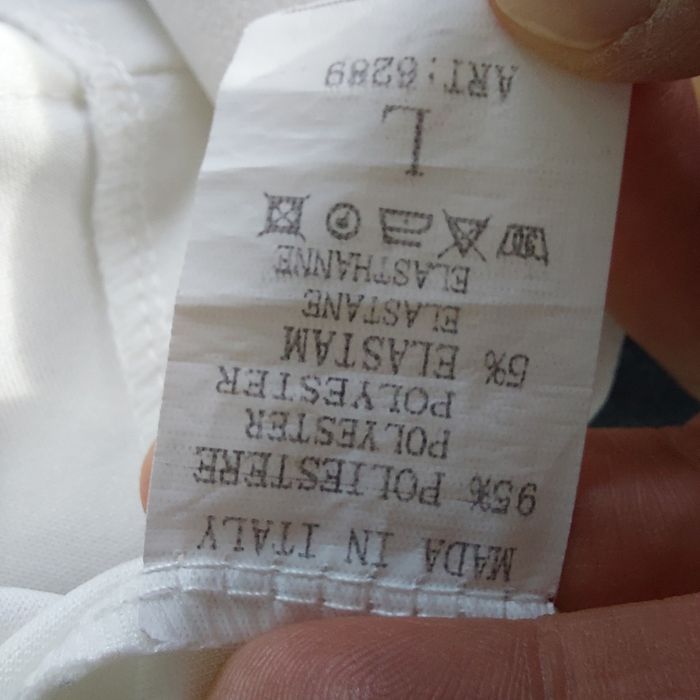 MADA IN ITALY
95% POLIESTERE
POLYESTER
POLYESTER
5% ELASTAM
ELASTANE
ELASTHANNE
L
ART:6289